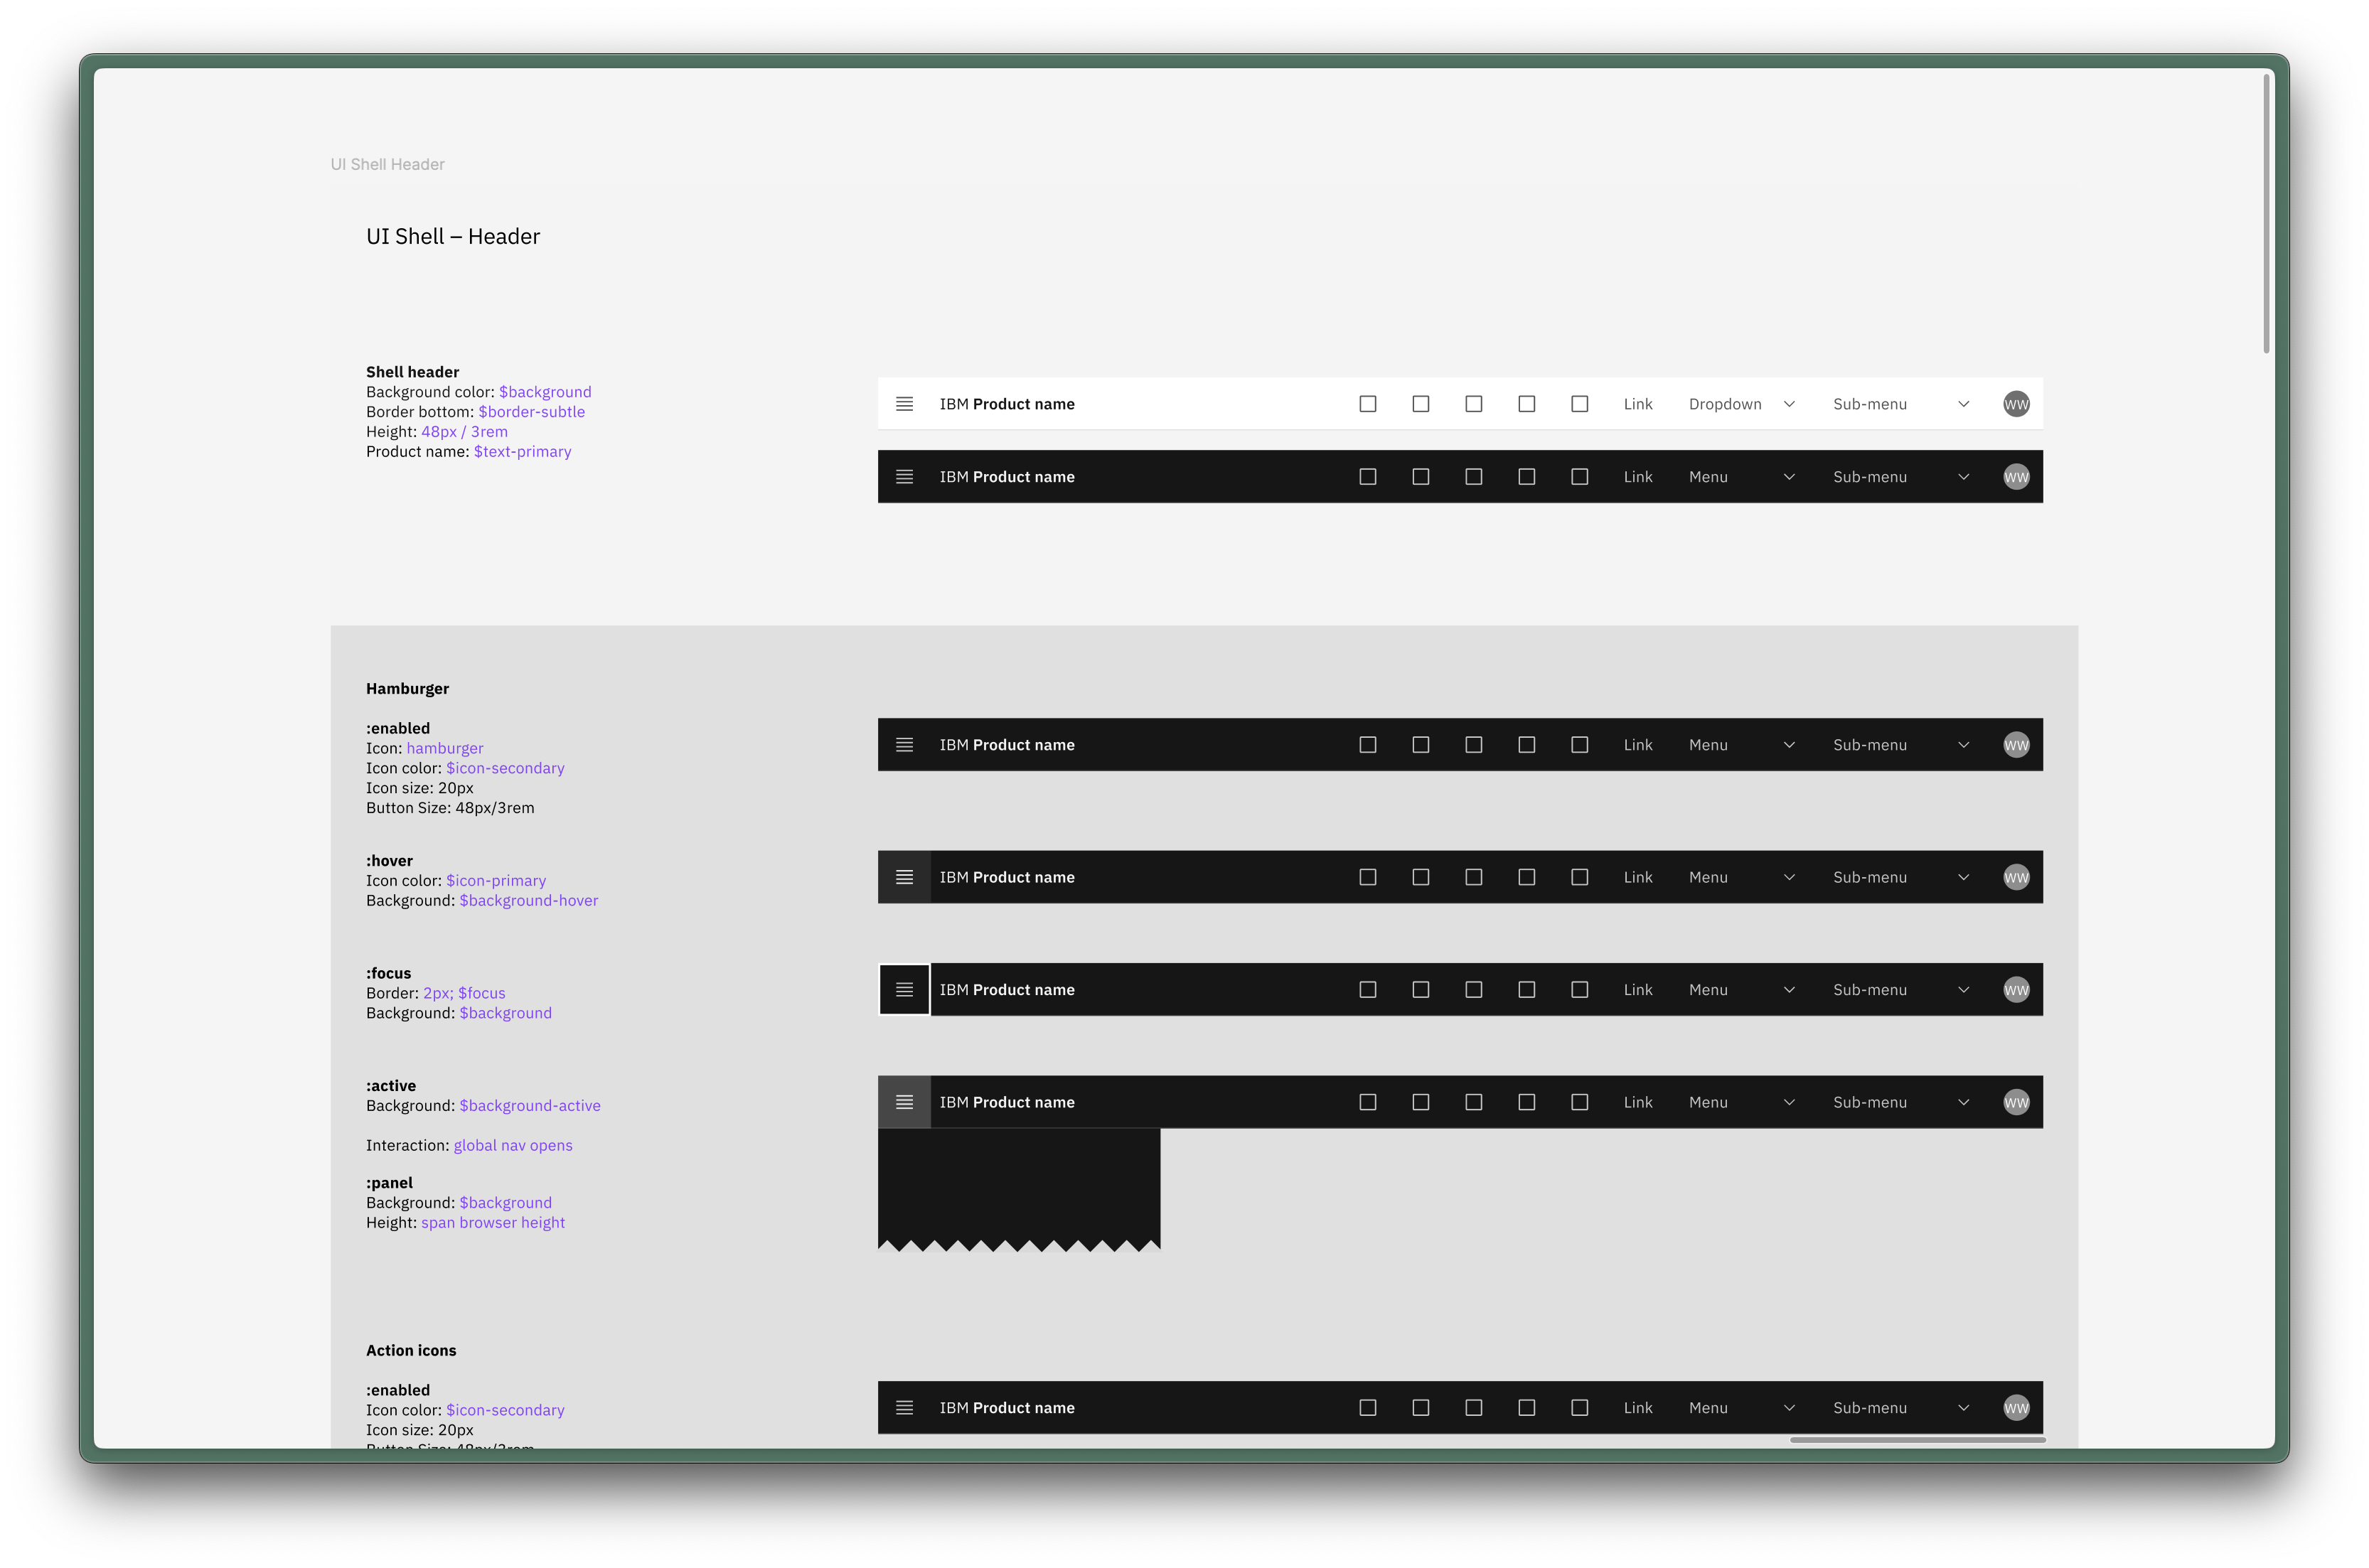 UI Shell Header
UI Shell – Header
Shell header
Background color: $background
Border bottom: $border-subtle
Height: 48px / 3rem
Product name: $text-primary
IBM Product name Link Dropdown Sub-menu WW
IBM Product name Link Menu Sub-menu WW
Hamburger
:enabled
Icon: hamburger
Icon color: $icon-secondary
Icon size: 20px
Button Size: 48px/3rem
IBM Product name Link Menu Sub-menu WW
:hover
Icon color: $icon-primary
Background: $background-hover
IBM Product name Link Menu Sub-menu WW
:focus
Border: 2px; $focus
Background: $background
IBM Product name Link Menu Sub-menu WW
:active
Background: $background-active
Interaction: global nav opens
IBM Product name Link Menu Sub-menu WW
:panel
Background: $background
Height: span browser height
Action icons
:enabled
Icon color: $icon-secondary
Icon size: 20px
Button Size: 48px/3rem
IBM Product name Link Menu Sub-menu WW